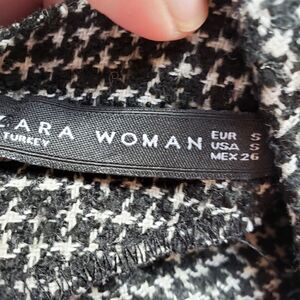 ZARA WOMAN
TURKEY
EUR S
USA S
MEX 26